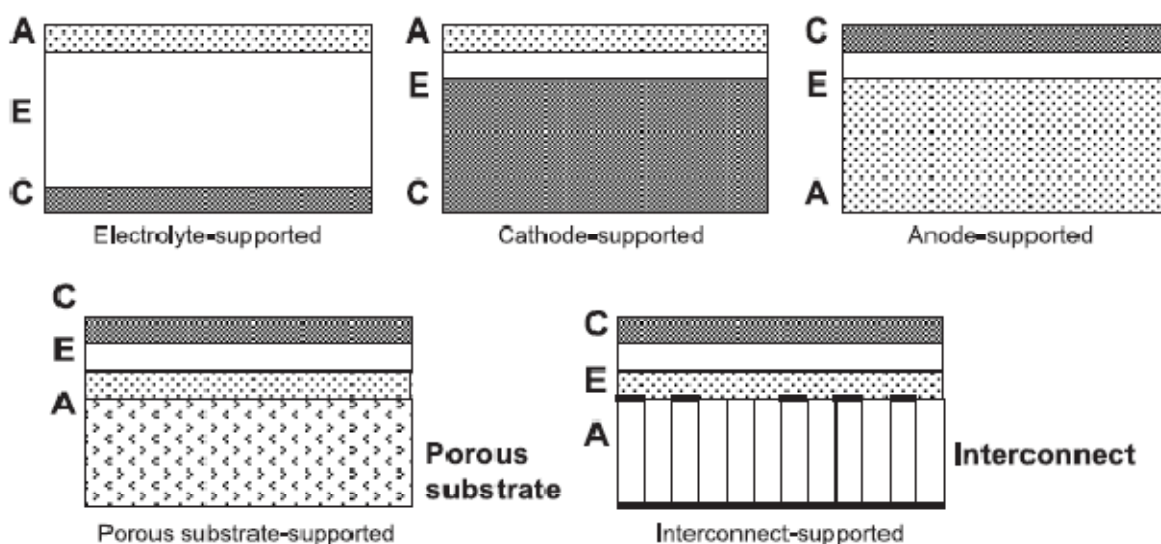 A
E
C
Electrolyte-supported
A
E
C
Cathode-supported
C
E
A
Anode-supported
C
E
A
Porous
substrate
Porous substrate-supported
C
E
A
Interconnect
Interconnect-supported